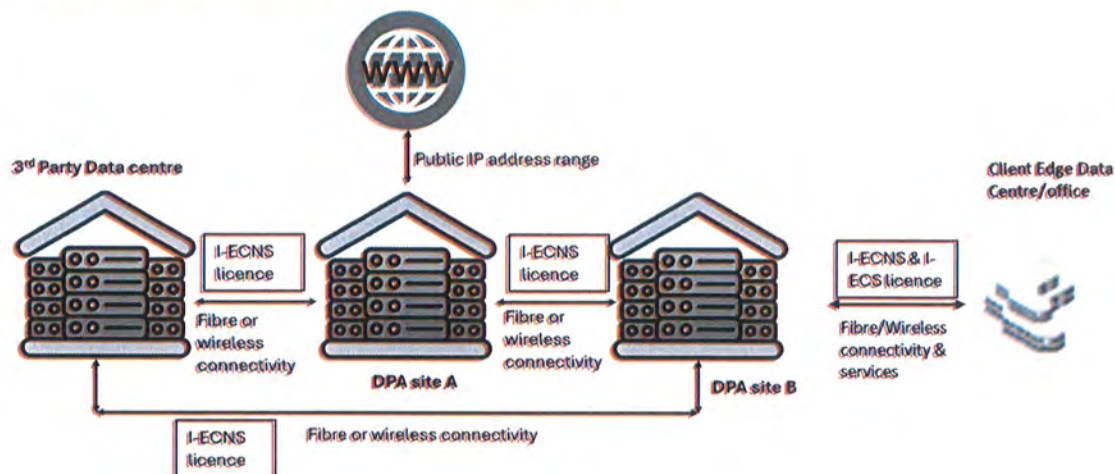 WWW
Public IP address range
3rd Party Data centre
Client Edge Data
Centre/office
I-ECNS
licence
I-ECNS
licence
I-ECNS & I-
ECS licence
Fibre or
wireless
connectivity
Fibre or
wireless
connectivity
Fibre/Wireless
connectivity &
services
DPA site A
DPA site B
I-ECNS
licence
Fibre or wireless connectivity